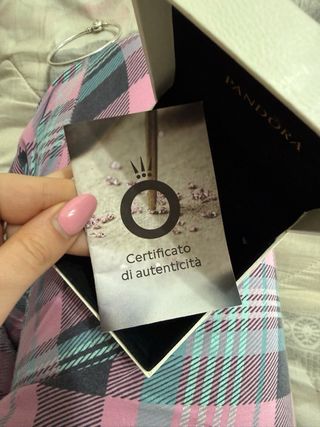 PANDORA
Certificato
di autenticità